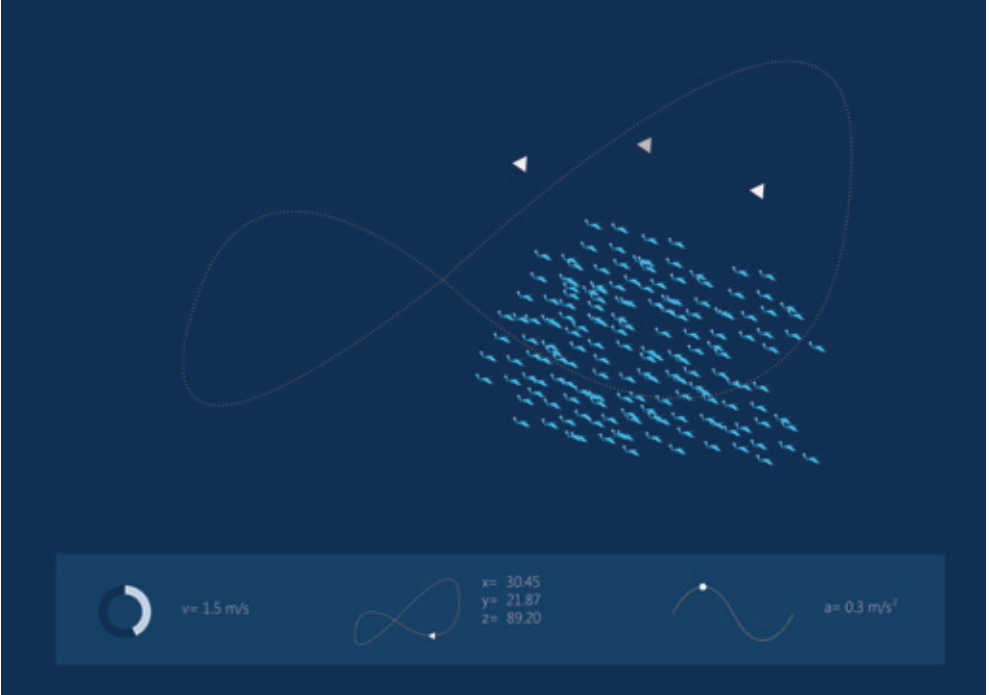 v= 1.5 m/s
x= 30.45
y= 21.87
z= 89.20
a= 0.3 m/s²